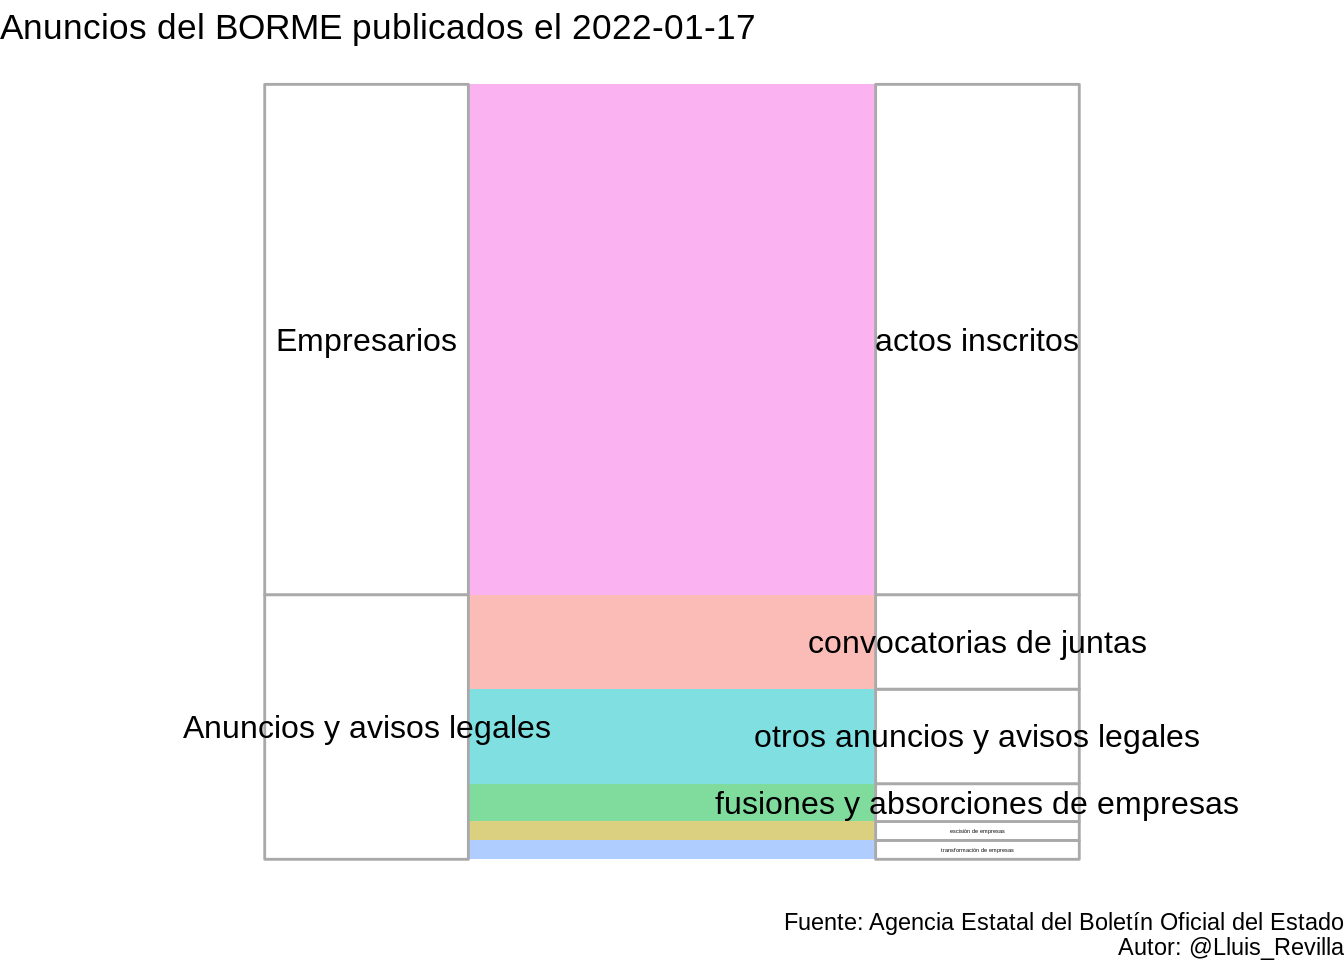 Anuncios del BORME publicados el 2022-01-17
Empresarios
actos inscritos
convocatorias de juntas
Anuncios y avisos legales
otros anuncios y avisos legales
fusiones y absorciones de empresas
escisión de empresas
transformación de empresas
Fuente: Agencia Estatal del Boletín Oficial del Estado
Autor: @Lluis_Revilla